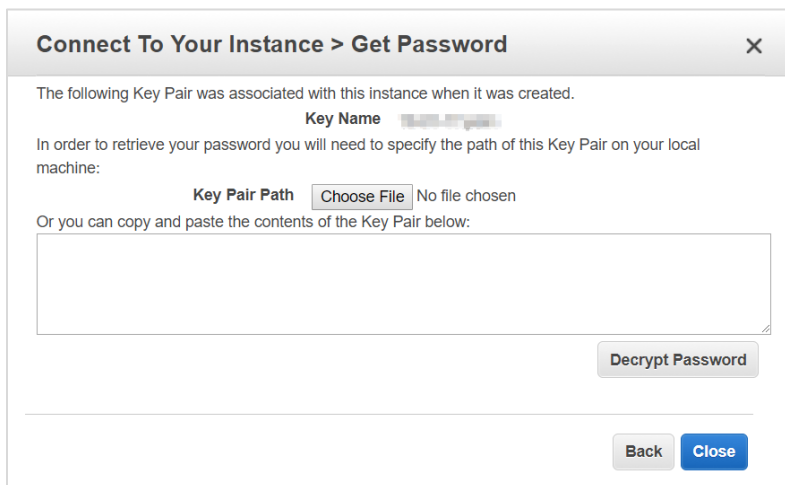 Connect To Your Instance > Get Password
The following Key Pair was associated with this instance when it was created.
Key Name
In order to retrieve your password you will need to specify the path of this Key Pair on your local
machine:
Key Pair Path Choose File No file chosen
Or you can copy and paste the contents of the Key Pair below:
Decrypt Password
Back Close